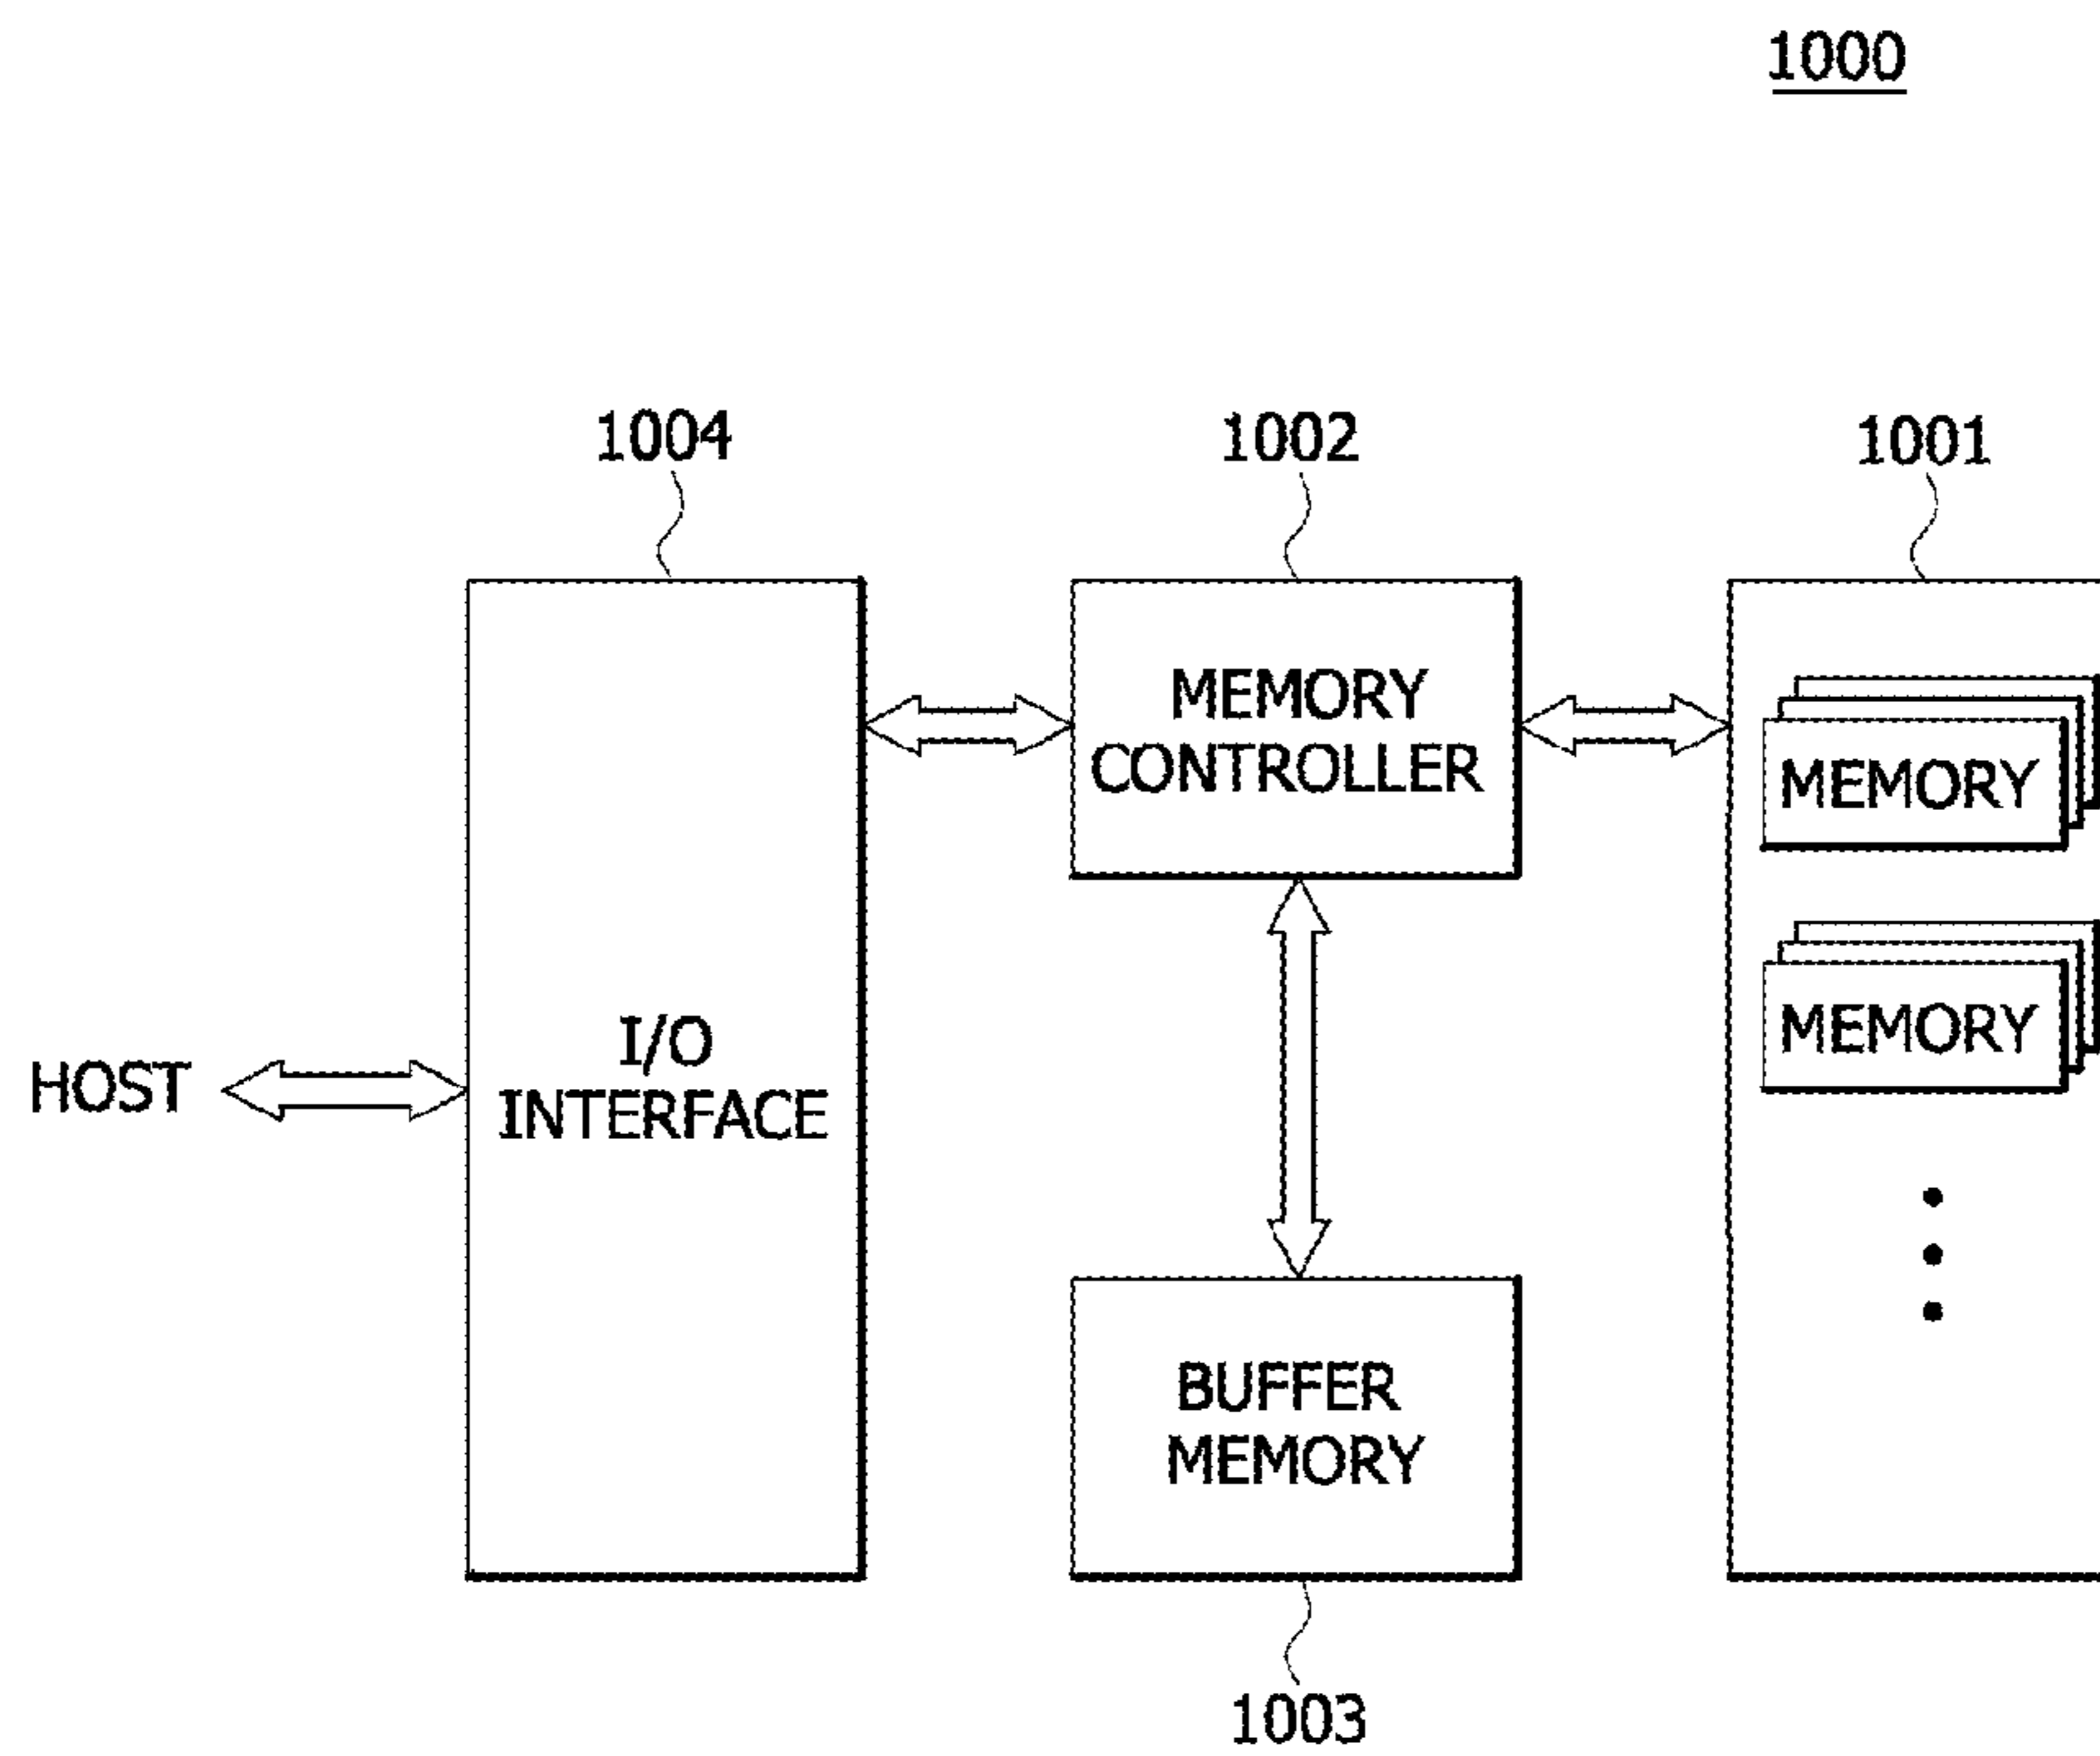 1000
1004
1002
1001
MEMORY
CONTROLLER
MEMORY
MEMORY
HOST
I/O
INTERFACE
BUFFER
MEMORY
1003